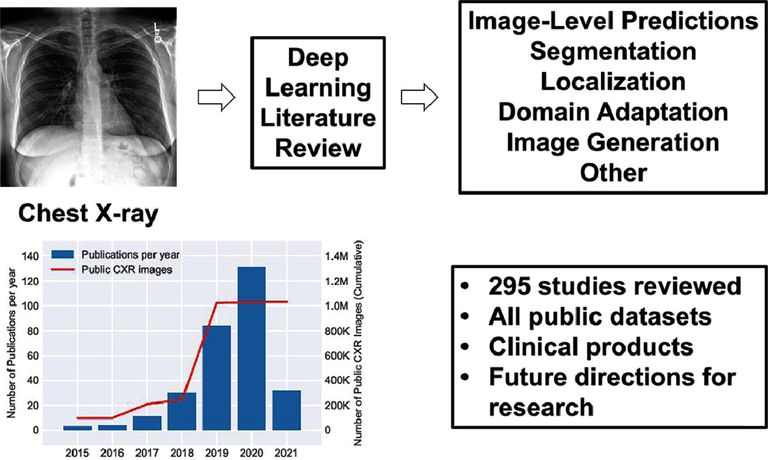 Deep
Learning
Literature
Review
Image-Level Predictions
Segmentation
Localization
Domain Adaptation
Image Generation
Other
Chest X-ray
Number of Publications per year
140
120
100
80
60
40
20
0
Publications per year
Public CXR images
1.4M
1.2M
1.0M
800K
600K
400K
200K
0
Number of Public CXR Images (Cumulative)
2015 2016 2017 2018 2019 2020 2021
• 295 studies reviewed
• All public datasets
• Clinical products
• Future directions for
research